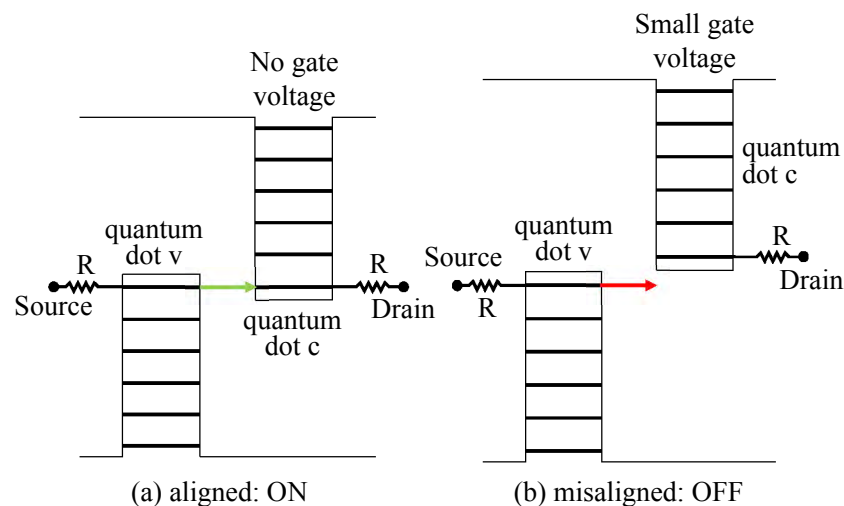 No gate
voltage
quantum
dot v
R
Source
R
Drain
quantum
dot c
(a) aligned: ON
Small gate
voltage
quantum
dot c
quantum
dot v
Source
R
R
Drain
(b) misaligned: OFF